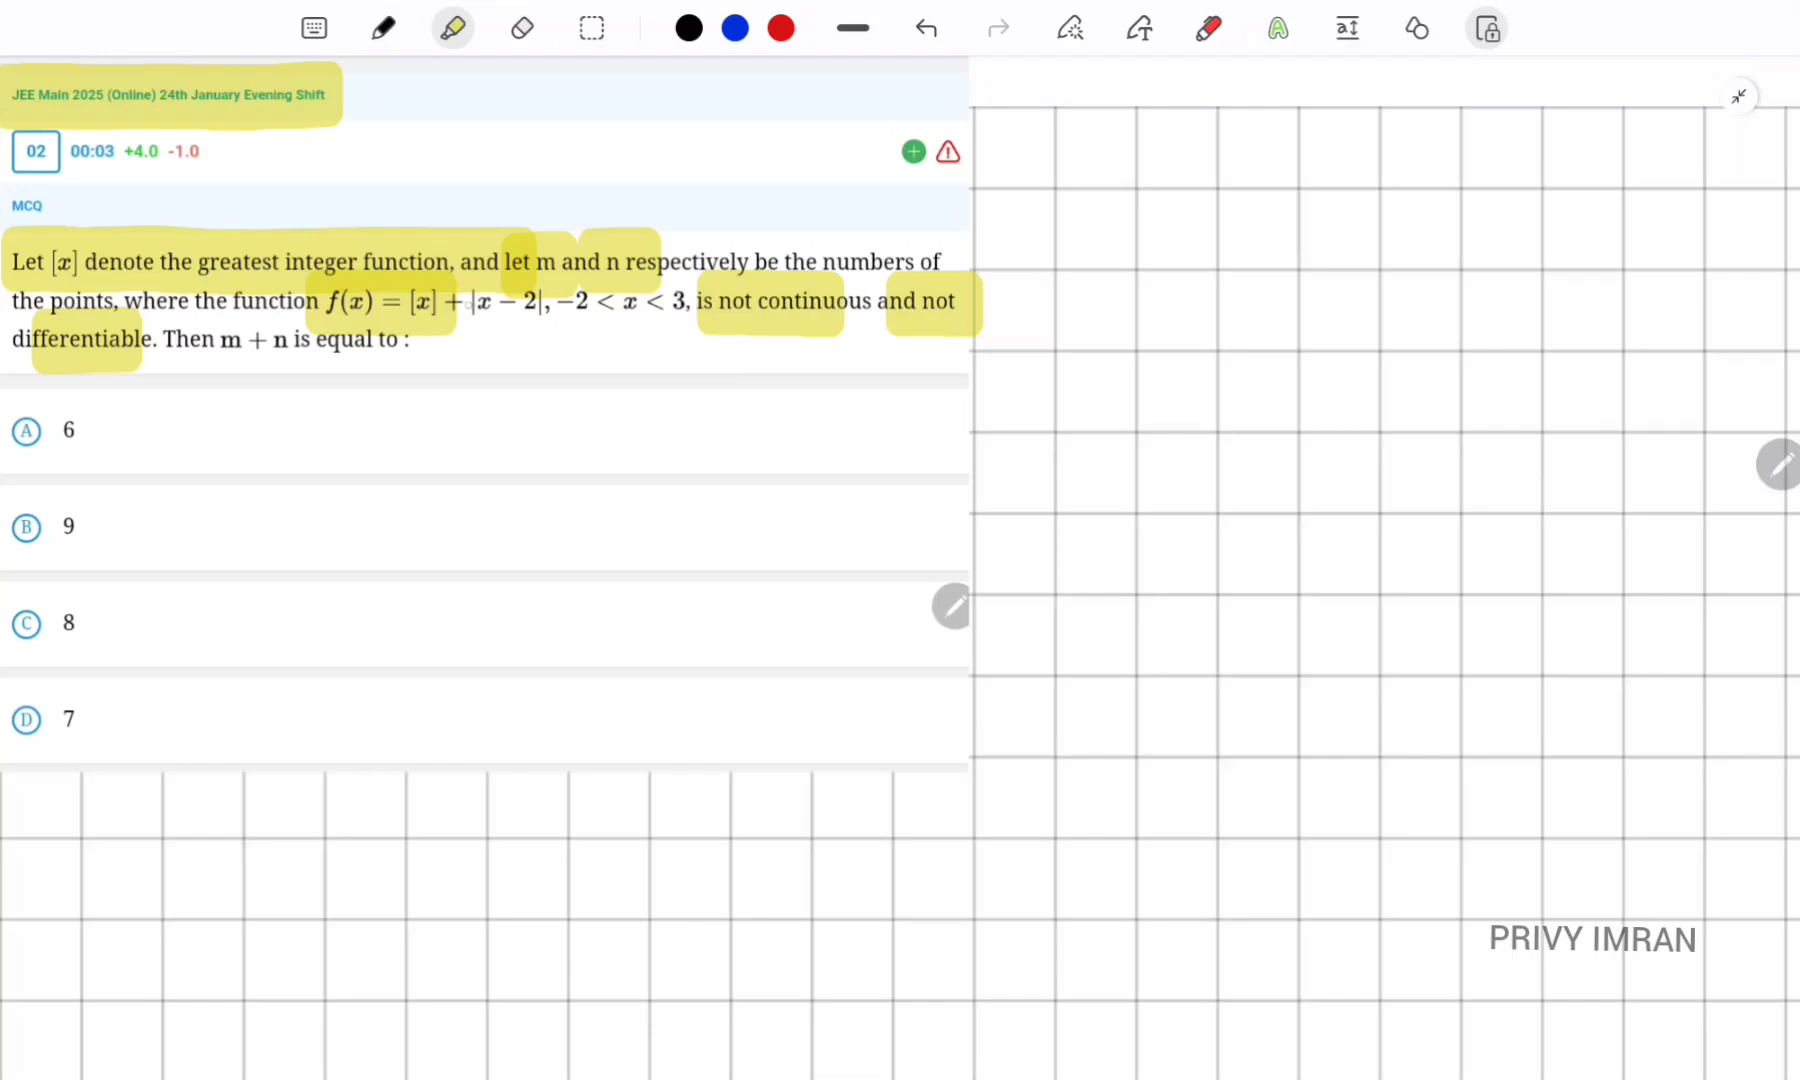 JEE Main 2025 (Online) 24th January Evening Shift
02 00:03 +4.0 -1.0
MCQ
Let [x] denote the greatest integer function, and let m and n respectively be the numbers of
the points, where the function f(x) = [x] + |x − 2|, −2 < x < 3, is not continuous and not
differentiable. Then m + n is equal to :
A 6
B 9
C 8
D 7
PRIVY IMRAN